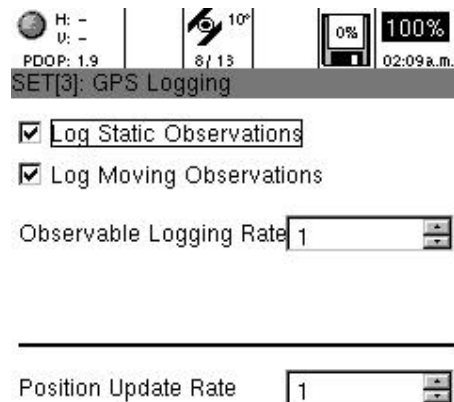 H: -
V: -
PDOP: 1.9
10°
8/13
0%
100%
02:09a.m.
SET[3]: GPS Logging
Log Static Observations
Log Moving Observations
Observable Logging Rate 1
Position Update Rate 1